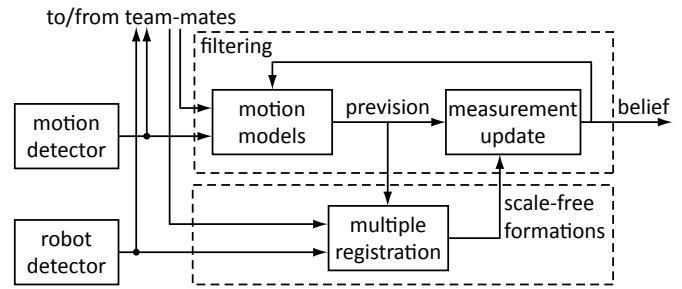 to/from team-mates
filtering
motion
detector
motion
models
prevision
measurement
update
belief
robot
detector
multiple
registration
scale-free
formations